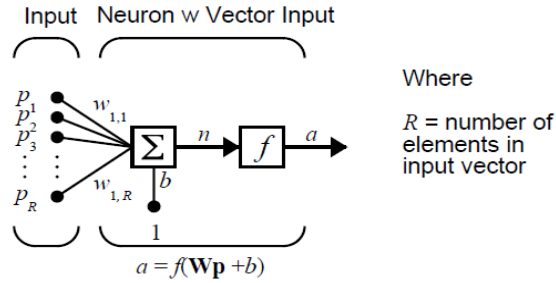 Input
Neuron w Vector Input
p1
p2
p3
pR
w1,1
w1, R
Σ
n
f
a
b
1
a = f(Wp +b)
Where
R = number of
elements in
input vector